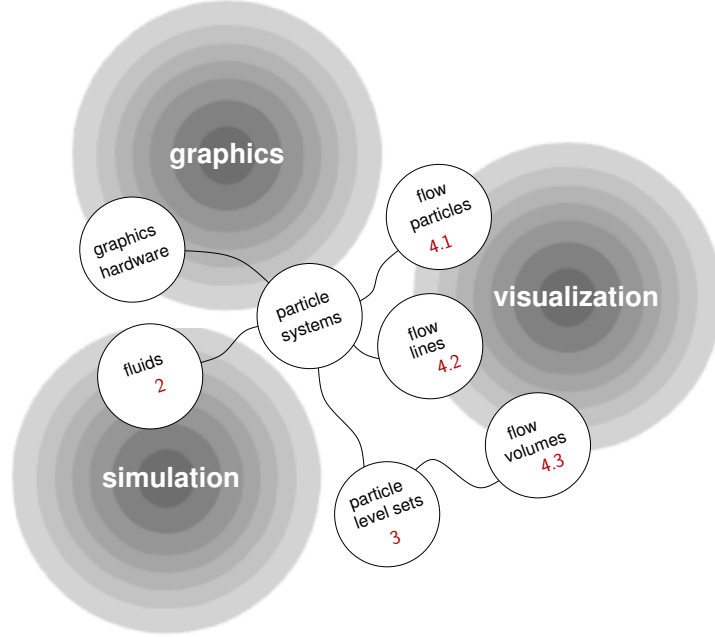 graphics
flow
particles
4.1
graphics
hardware
particle
systems
visualization
flow
lines
4.2
fluids
2
flow
volumes
4.3
simulation
particle
level sets
3